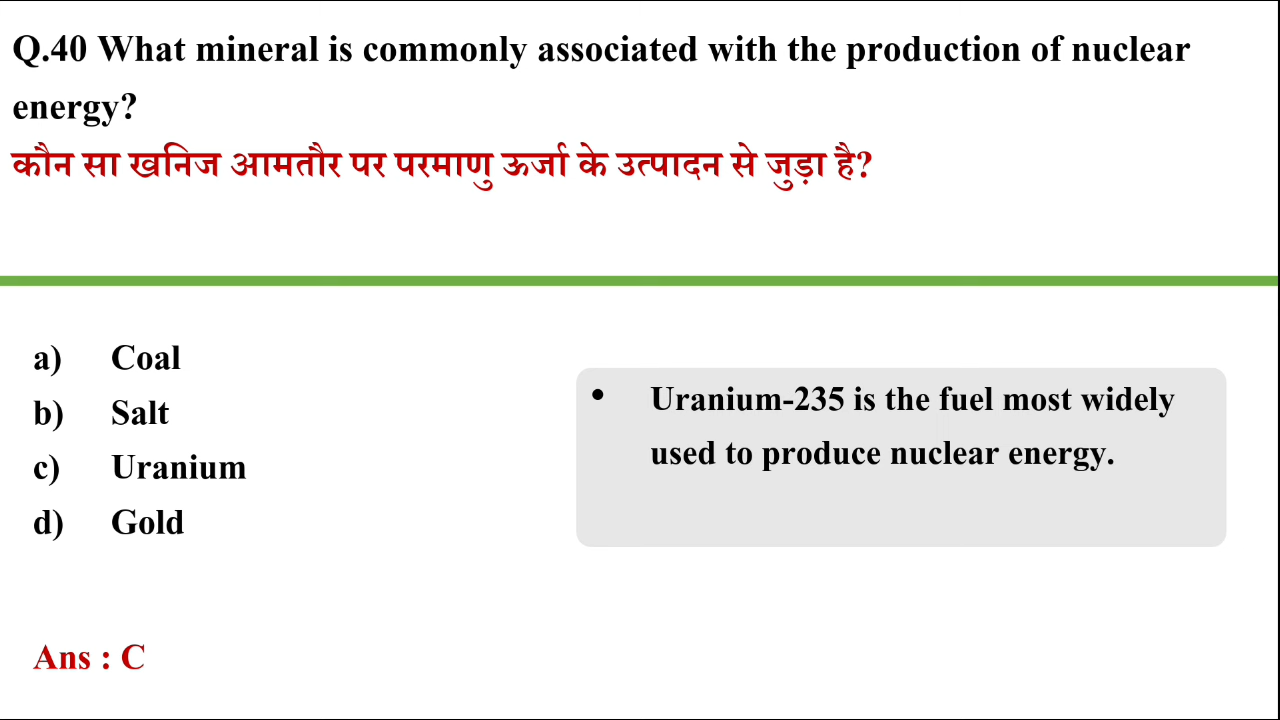 Q.40 What mineral is commonly associated with the production of nuclear
energy?
कौन सा खनिज आमतौर पर परमाणु ऊर्जा के उत्पादन से जुड़ा है?
a) Coal
b) Salt
c) Uranium
d) Gold
• Uranium-235 is the fuel most widely
used to produce nuclear energy.
Ans : C